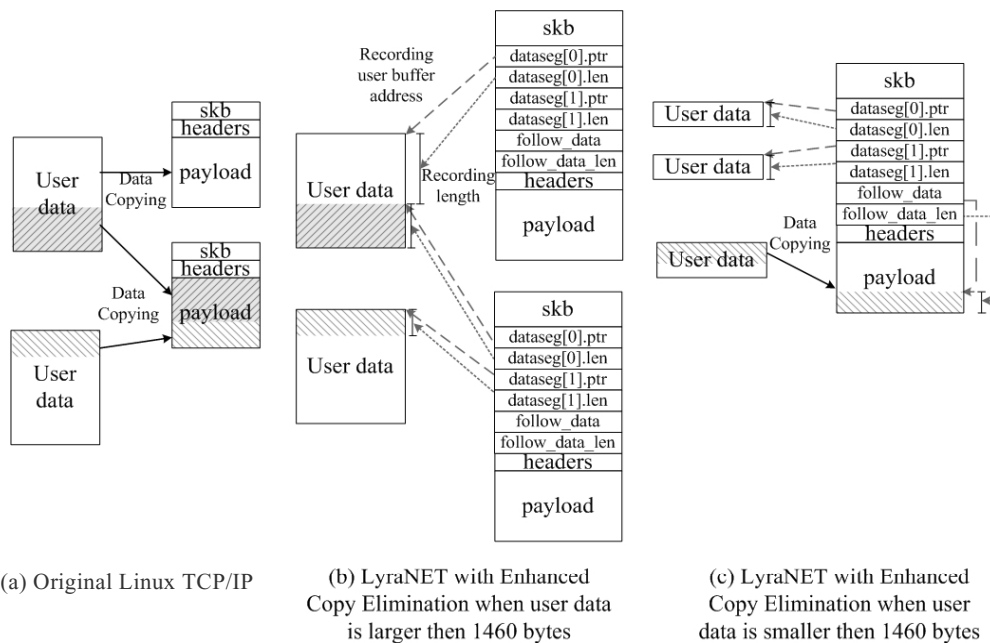 skb
headers
payload
User
data
Data
Copying
skb
headers
payload
Data
Copying
User
data
(a) Original Linux TCP/IP
Recording
user buffer
address
skb
dataseg[0].ptr
dataseg[0].len
dataseg[1].ptr
dataseg[1].len
follow_data
follow_data_len
headers
payload
User data
Recording
length
skb
dataseg[0].ptr
dataseg[0].len
dataseg[1].ptr
dataseg[1].len
follow_data
follow_data_len
headers
payload
User data
(b) LyraNET with Enhanced
Copy Elimination when user data
is larger then 1460 bytes
skb
dataseg[0].ptr
dataseg[0].len
dataseg[1].ptr
dataseg[1].len
follow_data
follow_data_len
headers
payload
User data
User data
User data
Data
Copying
(c) LyraNET with Enhanced
Copy Elimination when user
data is smaller then 1460 bytes